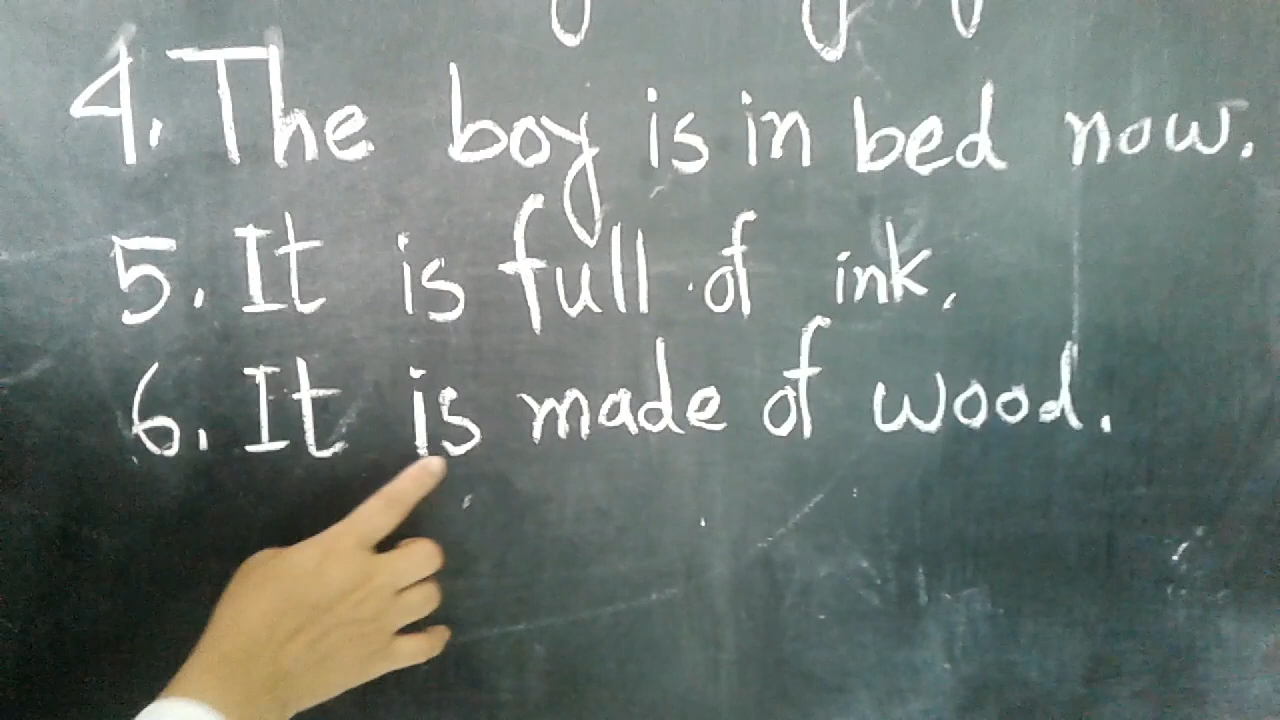 4. The boy is in bed now.
5. It is full of ink.
6. It is made of wood.